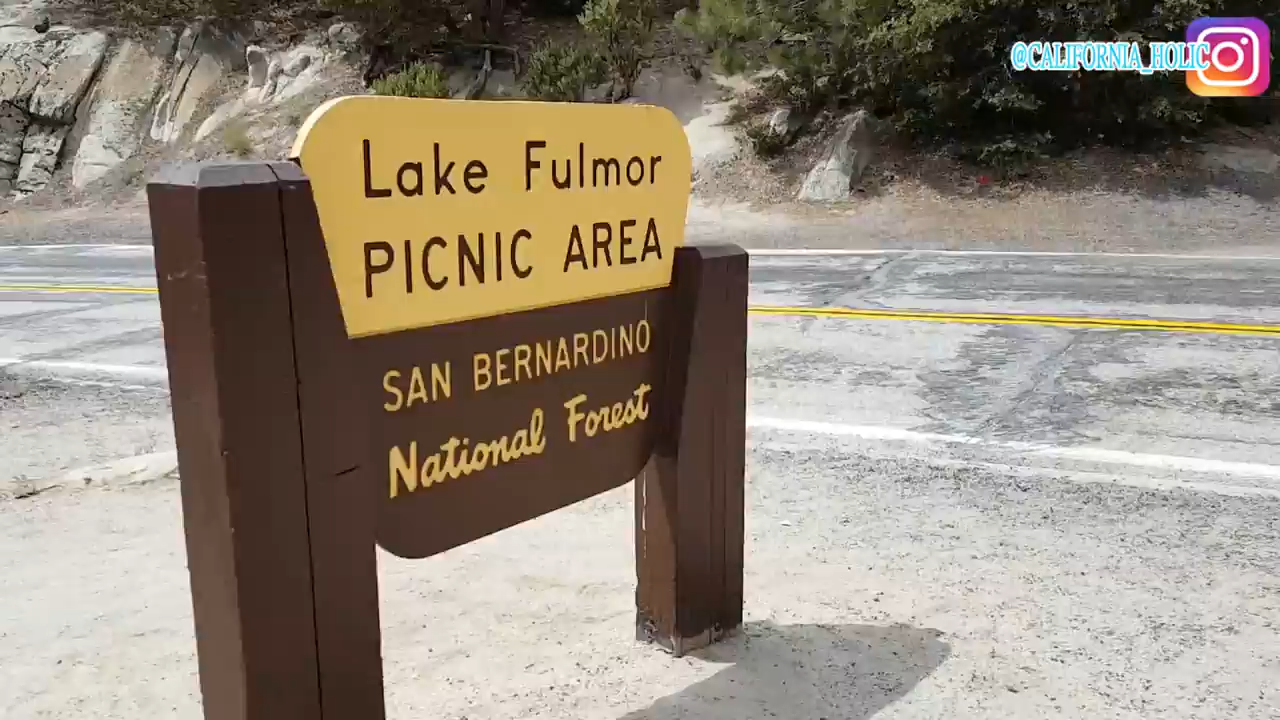 @CALIFORNIA_HOLIC
Lake Fulmor
PICNIC AREA
SAN BERNARDINO
National Forest